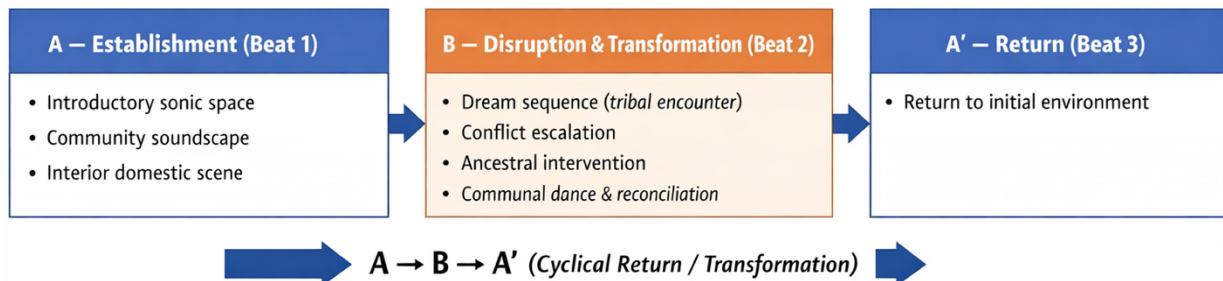 A — Establishment (Beat 1)
• Introductory sonic space
• Community soundscape
• Interior domestic scene
B — Disruption & Transformation (Beat 2)
• Dream sequence (tribal encounter)
• Conflict escalation
• Ancestral intervention
• Communal dance & reconciliation
A′ — Return (Beat 3)
• Return to initial environment
A → B → A′ (Cyclical Return / Transformation)